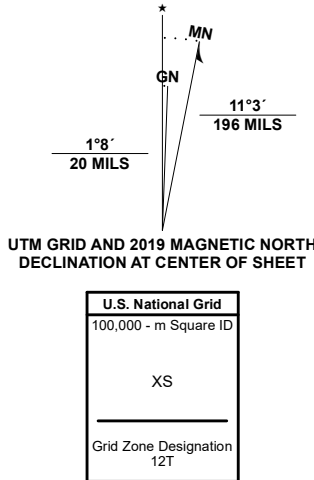 ★
MN
GN
11°3´
196 MILS
1°8´
20 MILS
UTM GRID AND 2019 MAGNETIC NORTH
DECLINATION AT CENTER OF SHEET
U.S. National Grid
100,000 - m Square ID
XS
Grid Zone Designation
12T